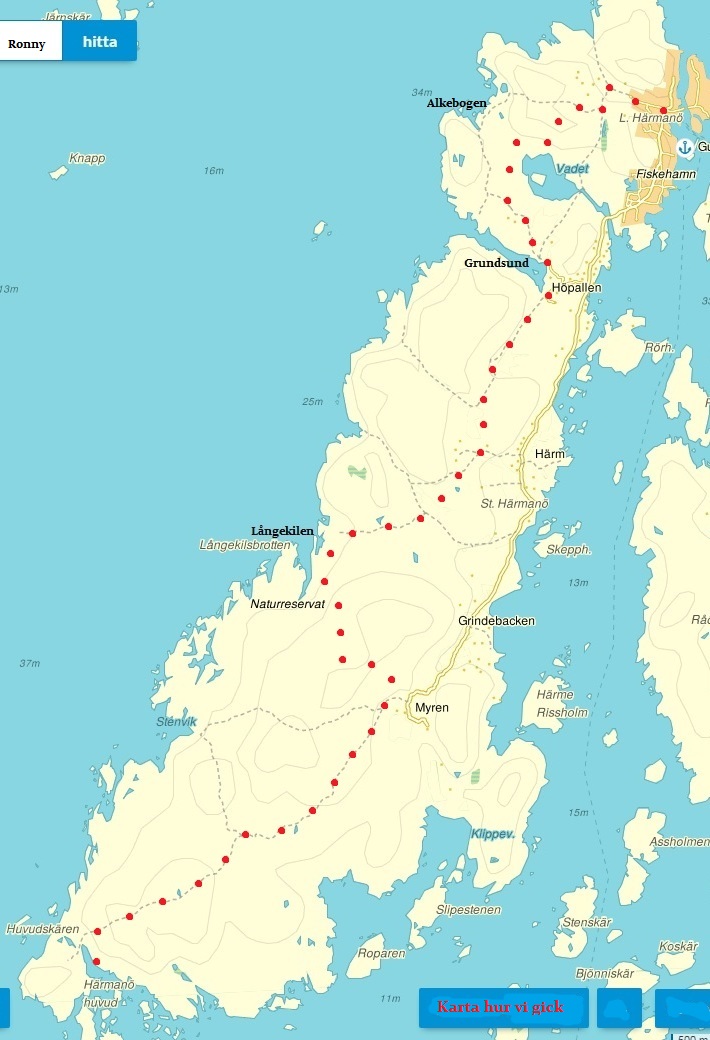 Järnskär
Ronny
hitta
34m
Alkebogen
L. Härmanö
Gu
Knapp
16m
Vadet
Fiskehamn
Grundsund
13m
Höpallen
Rörh.
25m
Härm
St. Härmanö
Långekilen
Långekilsbrotten
Skepph.
13m
Naturreservat
Grindebacken
37m
Härme
Rissholm
Myren
Stenvik
15m
Klippev.
Assholmen
Slipestenen
Huvudskären
Stenskär
Roparen
Koskär
Bjönniskär
Härmanö
huvud
11m
Karta hur vi gick
500 m